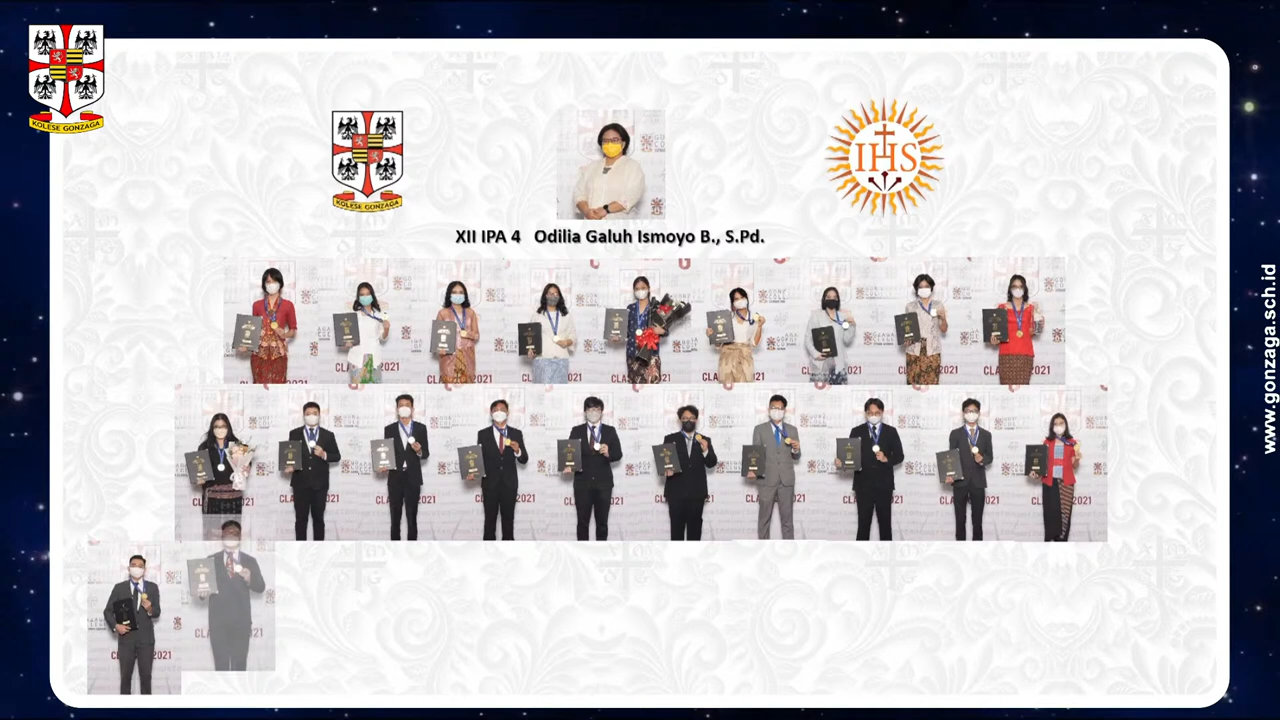 KOLESE GONZAGA
KOLESE GONZAGA
IHS
XII IPA 4 Odilia Galuh Ismoyo B., S.Pd.
www.gonzaga.sch.id